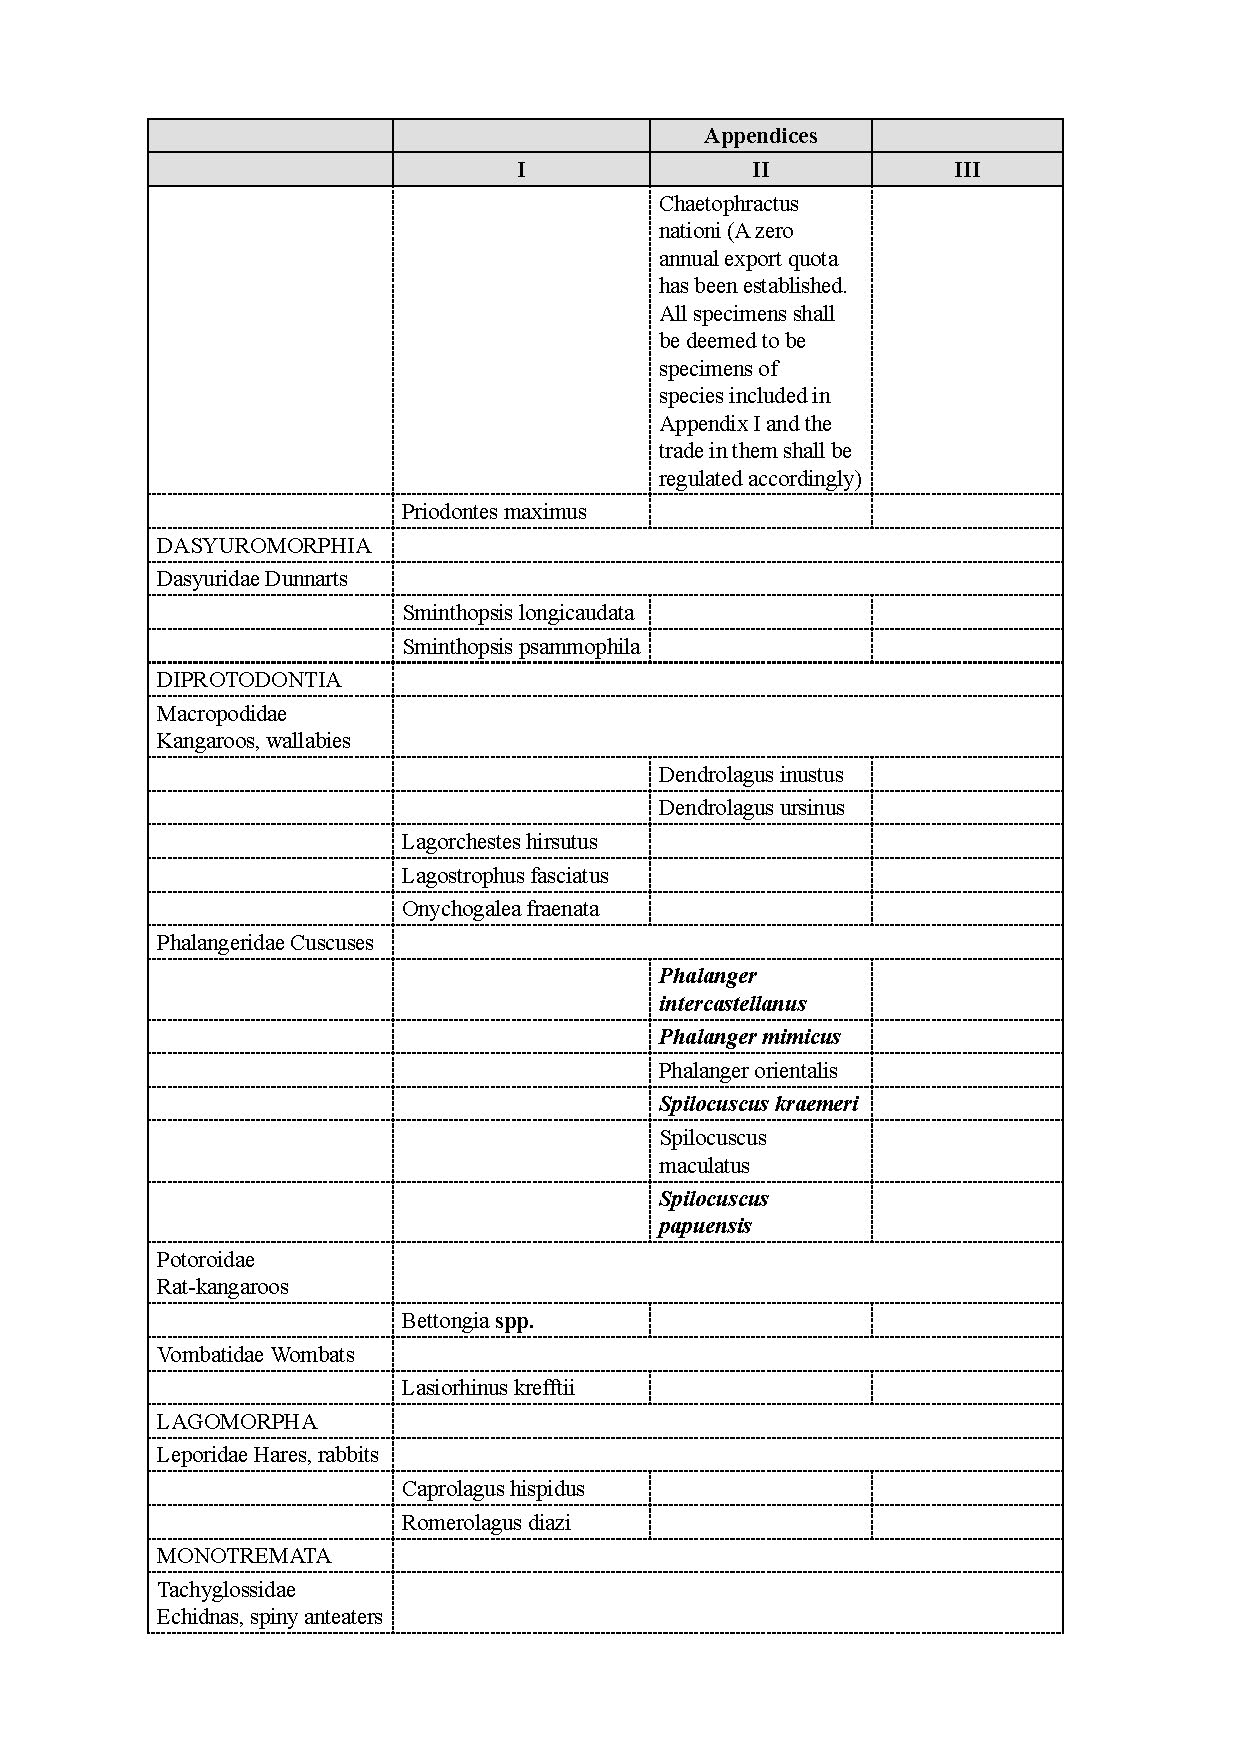 Appendices
I II III
Chaetophractus
nationi (A zero
annual export quota
has been established.
All specimens shall
be deemed to be
specimens of
species included in
Appendix I and the
trade in them shall be
regulated accordingly)
Priodontes maximus
DASYUROMORPHIA
Dasyuridae Dunnarts
Sminthopsis longicaudata
Sminthopsis psammophila
DIPROTODONTIA
Macropodidae
Kangaroos, wallabies
Dendrolagus inustus
Dendrolagus ursinus
Lagorchestes hirsutus
Lagostrophus fasciatus
Onychogalea fraenata
Phalangeridae Cuscuses
Phalanger
intercastellanus
Phalanger mimicus
Phalanger orientalis
Spilocuscus kraemeri
Spilocuscus
maculatus
Spilocuscus
papuensis
Potoroidae
Rat-kangaroos
Bettongia spp.
Vombatidae Wombats
Lasiorhinus krefftii
LAGOMORPHA
Leporidae Hares, rabbits
Caprolagus hispidus
Romerolagus diazi
MONOTREMATA
Tachyglossidae
Echidnas, spiny anteaters